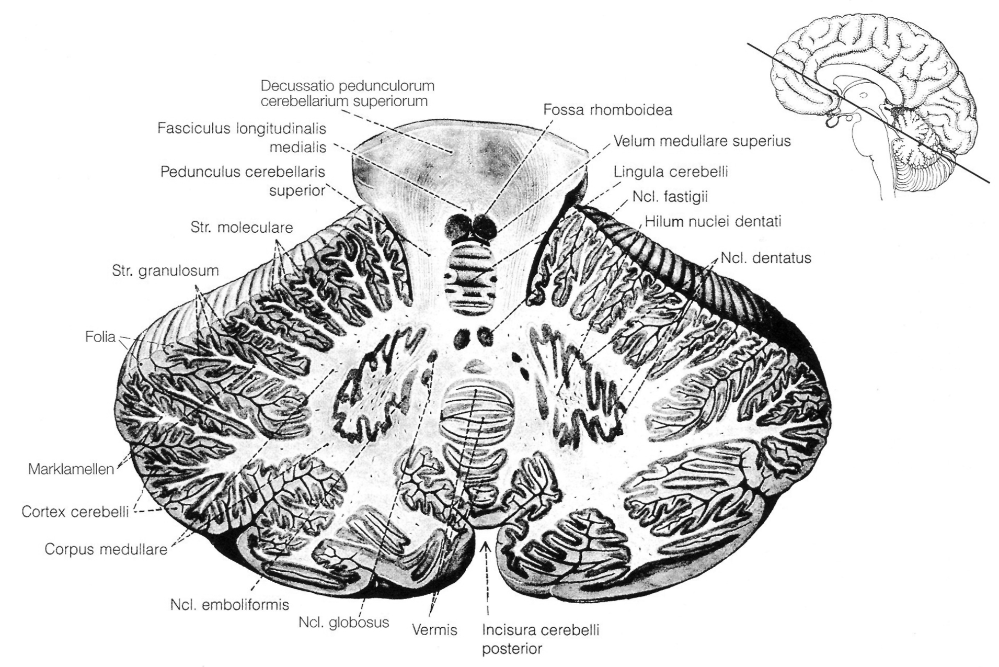 Decussatio pedunculorum
cerebellarium superiorum
Fasciculus longitudinalis
medialis
Pedunculus cerebellaris
superior
Str. moleculare
Str. granulosum
Folia
Marklamellen
Cortex cerebelli
Corpus medullare
Ncl. emboliformis
Ncl. globosus
Vermis
Incisura cerebelli
posterior
Fossa rhomboidea
Velum medullare superius
Lingula cerebelli
Ncl. fastigii
Hilum nuclei dentati
Ncl. dentatus